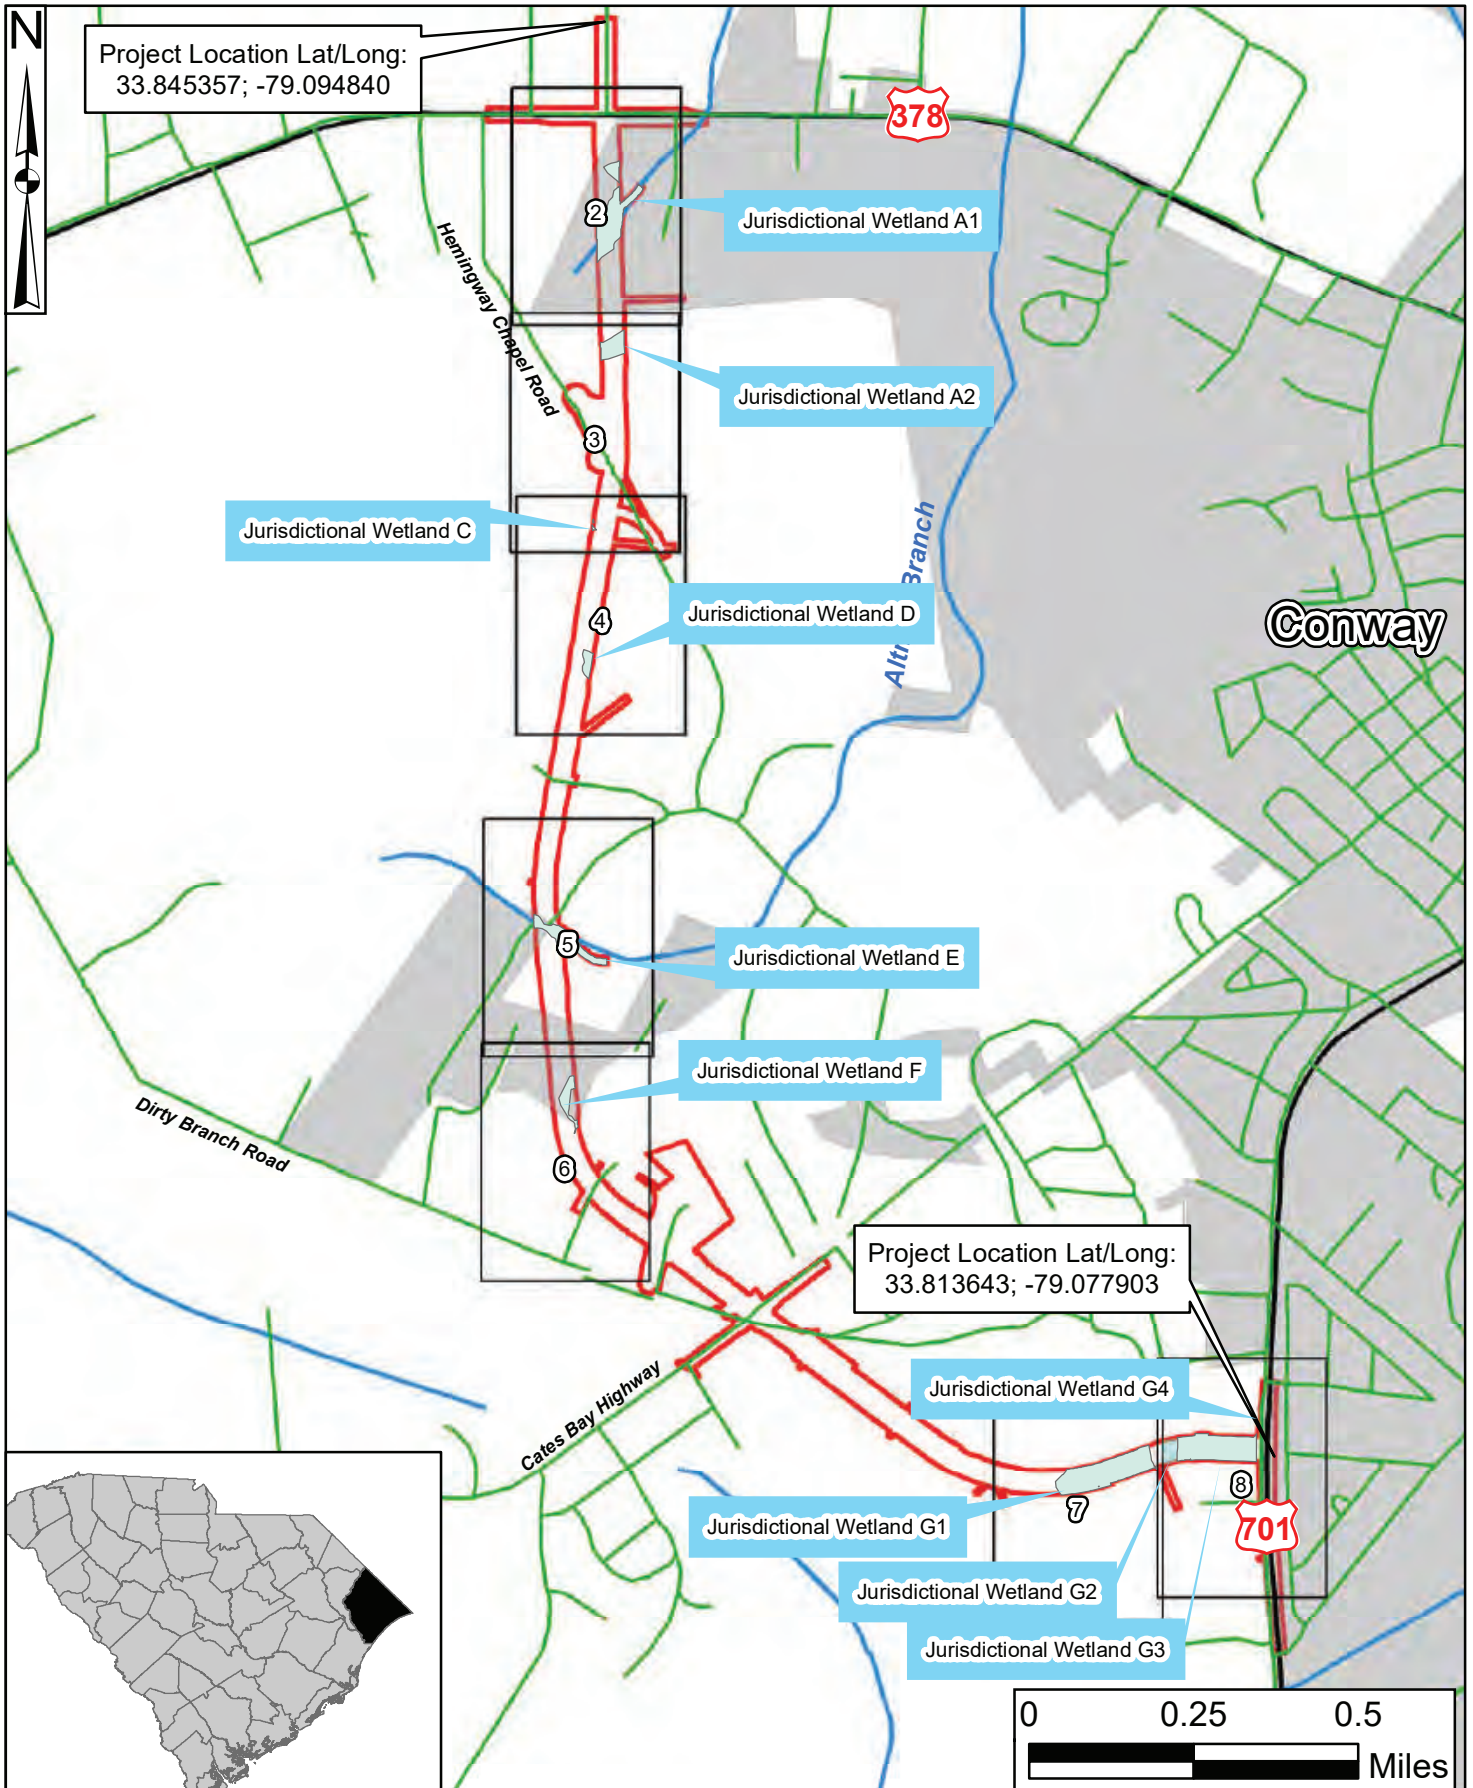 N
Project Location Lat/Long:
33.845357; -79.094840
378
2
Jurisdictional Wetland A1
Hemingway Chapel Road
Jurisdictional Wetland A2
3
Jurisdictional Wetland C
Branch
4
Jurisdictional Wetland D
Conway
5
Jurisdictional Wetland E
Jurisdictional Wetland F
Dirty Branch Road
6
Project Location Lat/Long:
33.813643; -79.077903
Cates Bay Highway
Jurisdictional Wetland G4
7
8
Jurisdictional Wetland G1
701
Jurisdictional Wetland G2
Jurisdictional Wetland G3
0 0.25 0.5
Miles